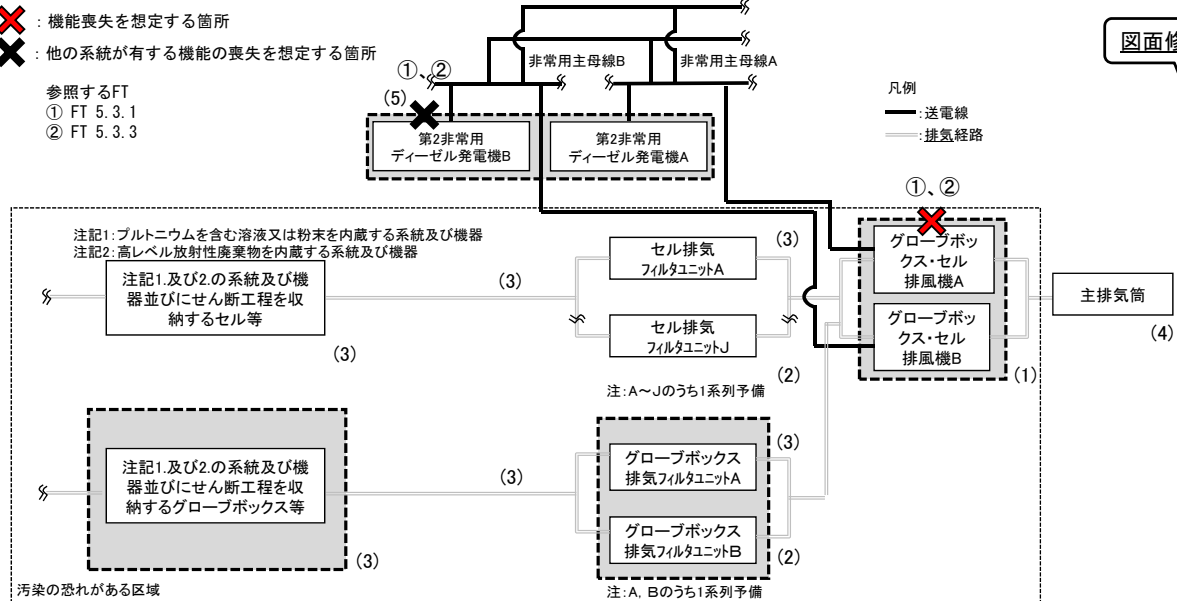 ：機能喪失を想定する箇所
：他の系統が有する機能の喪失を想定する箇所
参照するFT
① FT 5.3.1
② FT 5.3.3
非常用主母線B
非常用主母線A
図面修
①、②
(5)
第2非常用
ディーゼル発電機B
第2非常用
ディーゼル発電機A
凡例
：送電線
：排気経路
①、②
注記1：プルトニウムを含む溶液又は粉末を内蔵する系統及び機器
注記2：高レベル放射性廃棄物を内蔵する系統及び機器
注記1.及び2.の系統及び機
器並びにせん断工程を収
納するセル等
(3)
(3)
セル排気
フィルタユニットA
(3)
セル排気
フィルタユニットJ
(2)
注：A～Jのうち1系列予備
グローブボッ
クス・セル
排風機A
グローブボッ
クス・セル
排風機B
(1)
主排気筒
(4)
注記1.及び2.の系統及び機
器並びにせん断工程を収
納するグローブボックス等
(3)
(3)
グローブボックス
排気フィルタユニットA
(3)
グローブボックス
排気フィルタユニットB
(2)
注：A, Bのうち1系列予備
汚染の恐れがある区域